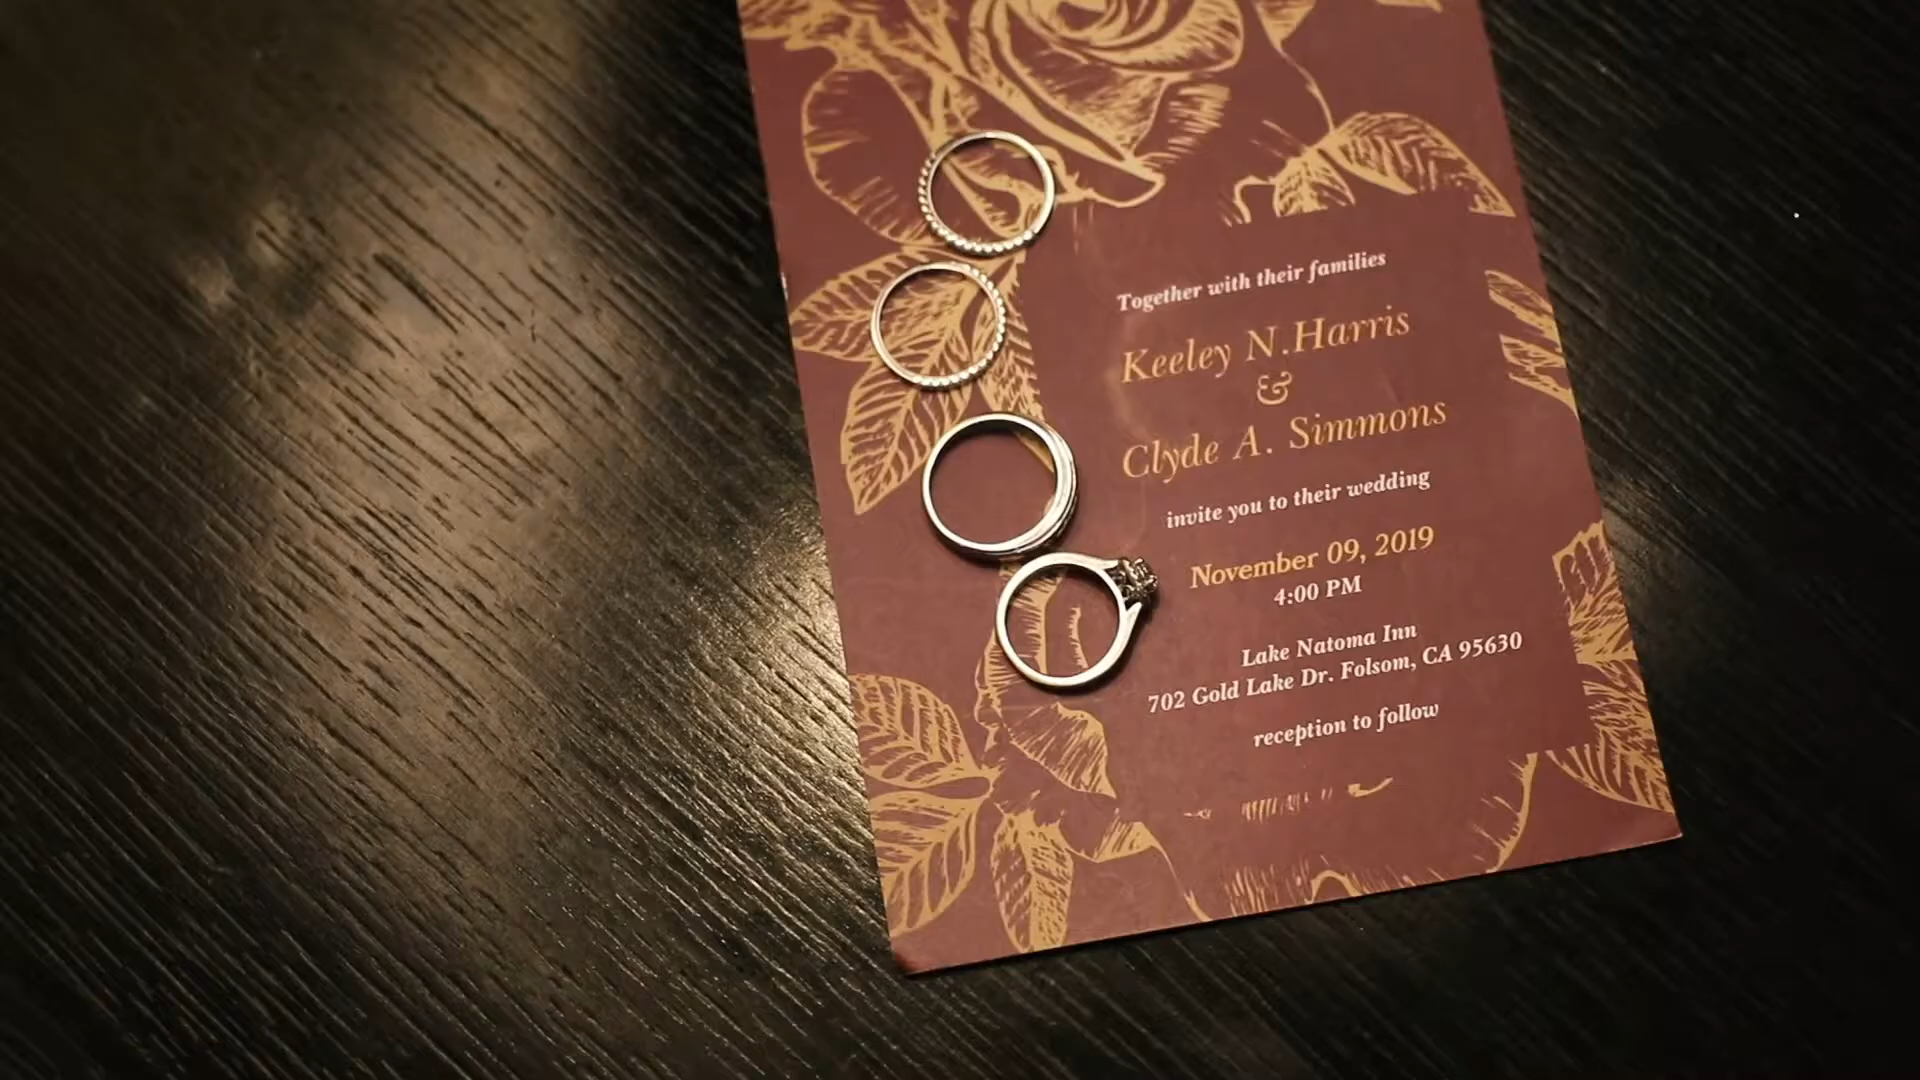 Together with their families
Keeley N.Harris
&
Clyde A. Simmons
invite you to their wedding
November 09, 2019
4:00 PM
Lake Natoma Inn
702 Gold Lake Dr. Folsom, CA 95630
reception to follow